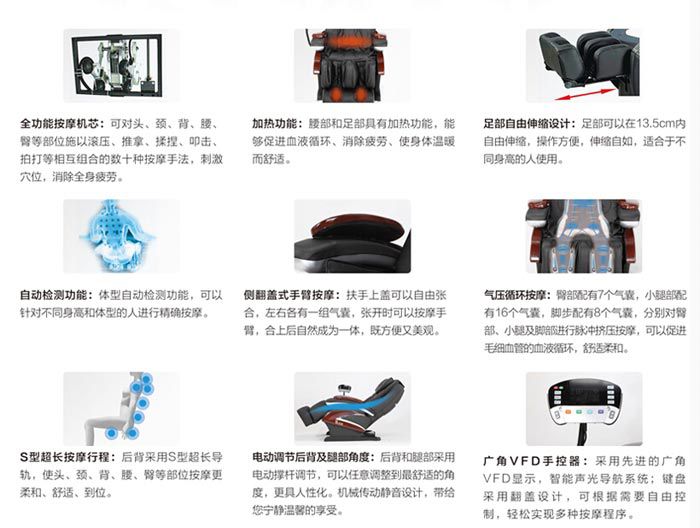 全功能按摩机芯：可对头、颈、背、腰、
臀等部位施以滚压、推拿、揉捏、叩击、
拍打等相互组合的数十种按摩手法，刺激
穴位，消除全身疲劳。
加热功能：腰部和足部具有加热功能，能
够促进血液循环、消除疲劳、使身体温暖
而舒适。
足部自由伸缩设计：足部可以在13.5cm内
自由伸缩，操作方便，伸缩自如，适合于不
同身高的人使用。
自动检测功能：体型自动检测功能，可以
针对不同身高和体型的人进行精确按摩。
侧翻盖式手臂按摩：扶手上盖可以自由张
合，左右各有一组气囊，张开时可以按摩手
臂，合上后自然成为一体，既方便又美观。
气压循环按摩：臀部配有7个气囊，小腿部配
有16个气囊，脚步配有8个气囊，分别对臀
部、小腿及脚部进行脉冲挤压按摩，可以促进
毛细血管的血液循环，舒适柔和。
S型超长按摩行程：后背采用S型超长导
轨，使头、颈、背、腰、臀等部位按摩更
柔和、舒适、到位。
电动调节后背及腿部角度：后背和腿部采用
电动撑杆调节，可以任意调整到最舒适的角
度，更具人性化。机械传动静音设计，带给
您宁静温馨的享受。
广角VFD手控器：采用先进的广角
VFD显示，智能声光导航系统；键盘
采用翻盖设计，可根据需要自由控
制，轻松实现多种按摩程序。